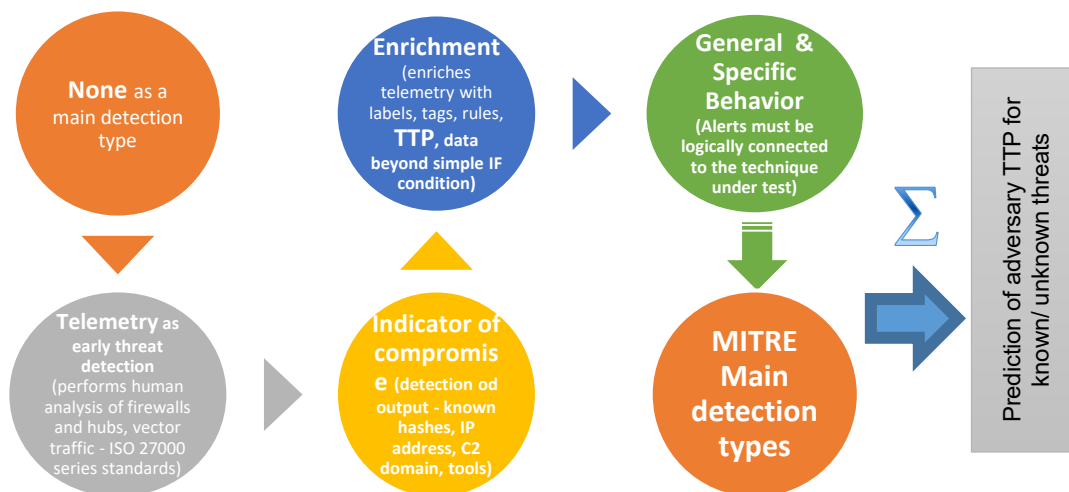 None as a
main detection
type
Telemetry as
early threat
detection
(performs human
analysis of firewalls
and hubs, vector
traffic - ISO 27000
series standards)
Indicator of
compromis
e (detection od
output - known
hashes, IP
address, C2
domain, tools)
Enrichment
(enriches
telemetry with
labels, tags, rules,
TTP, data
beyond simple IF
condition)
General &
Specific
Behavior
(Alerts must be
logically connected
to the technique
under test)
MITRE
Main
detection
types
Σ
Prediction of adversary TTP for
known/ unknown threats